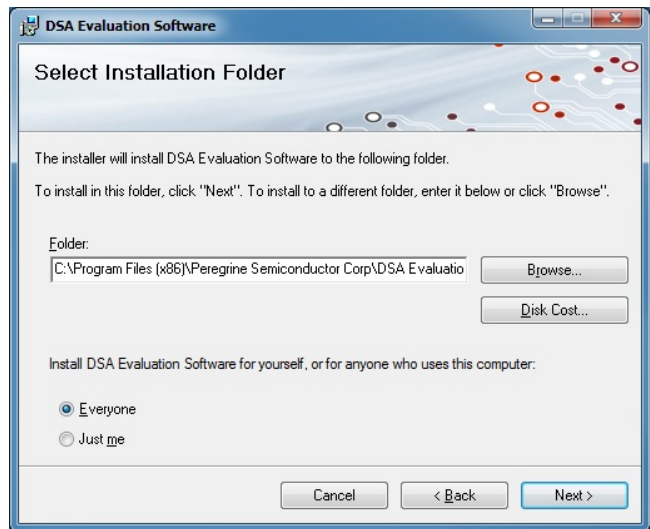 DSA Evaluation Software
Select Installation Folder
The installer will install DSA Evaluation Software to the following folder.
To install in this folder, click "Next". To install to a different folder, enter it below or click "Browse".
Folder:
C:\Program Files (x86)\Peregrine Semiconductor Corp\DSA Evaluatio
Browse...
Disk Cost...
Install DSA Evaluation Software for yourself, or for anyone who uses this computer:
Everyone
Just me
Cancel
< Back
Next >